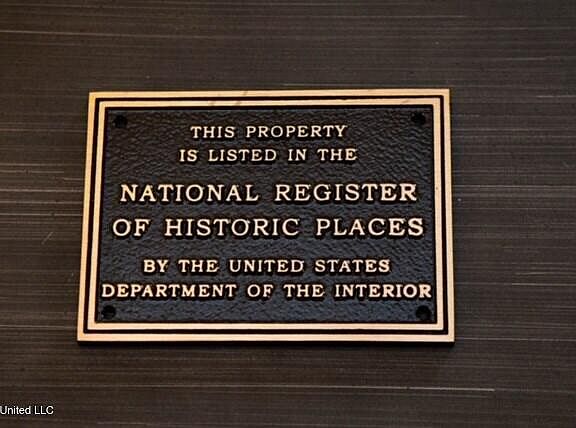 THIS PROPERTY
IS LISTED IN THE
NATIONAL REGISTER
OF HISTORIC PLACES
BY THE UNITED STATES
DEPARTMENT OF THE INTERIOR
United LLC